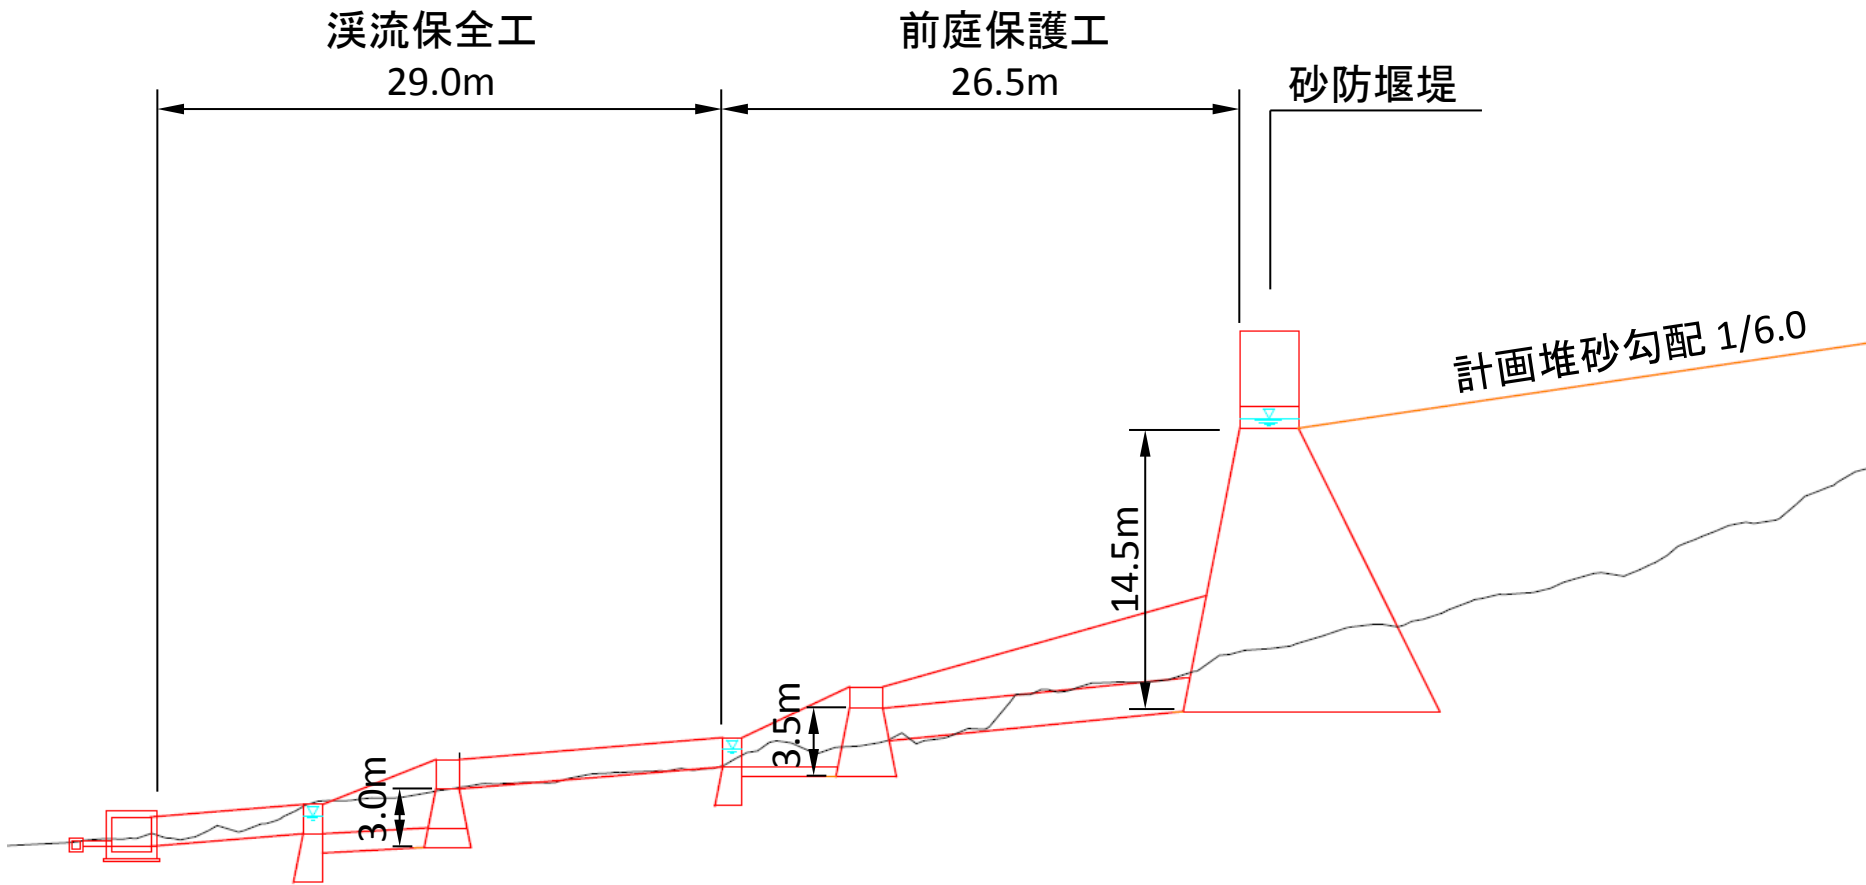 渓流保全工
29.0m
前庭保護工
26.5m
砂防堰堤
計画堆砂勾配 1/6.0
14.5m
3.5m
3.0m